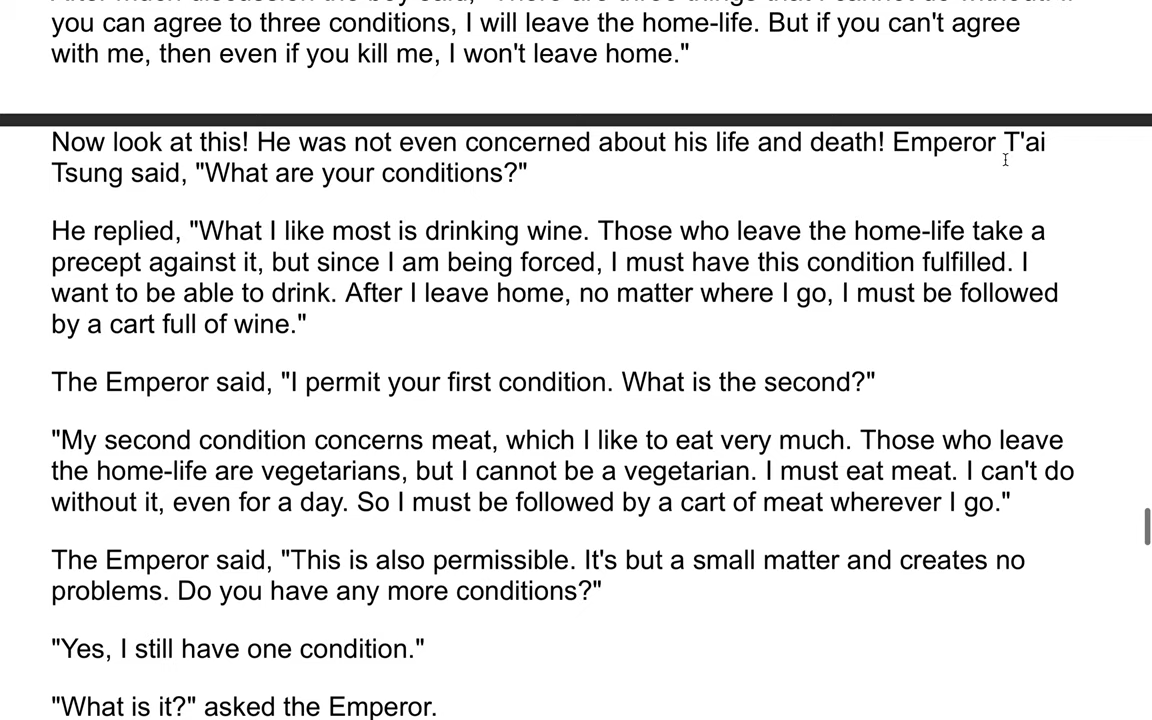 you can agree to three conditions, I will leave the home-life. But if you can't agree
with me, then even if you kill me, I won't leave home."
Now look at this! He was not even concerned about his life and death! Emperor T'ai
Tsung said, "What are your conditions?"
He replied, "What I like most is drinking wine. Those who leave the home-life take a
precept against it, but since I am being forced, I must have this condition fulfilled. I
want to be able to drink. After I leave home, no matter where I go, I must be followed
by a cart full of wine."
The Emperor said, "I permit your first condition. What is the second?"
"My second condition concerns meat, which I like to eat very much. Those who leave
the home-life are vegetarians, but I cannot be a vegetarian. I must eat meat. I can't do
without it, even for a day. So I must be followed by a cart of meat wherever I go."
The Emperor said, "This is also permissible. It's but a small matter and creates no
problems. Do you have any more conditions?"
"Yes, I still have one condition."
"What is it?" asked the Emperor.